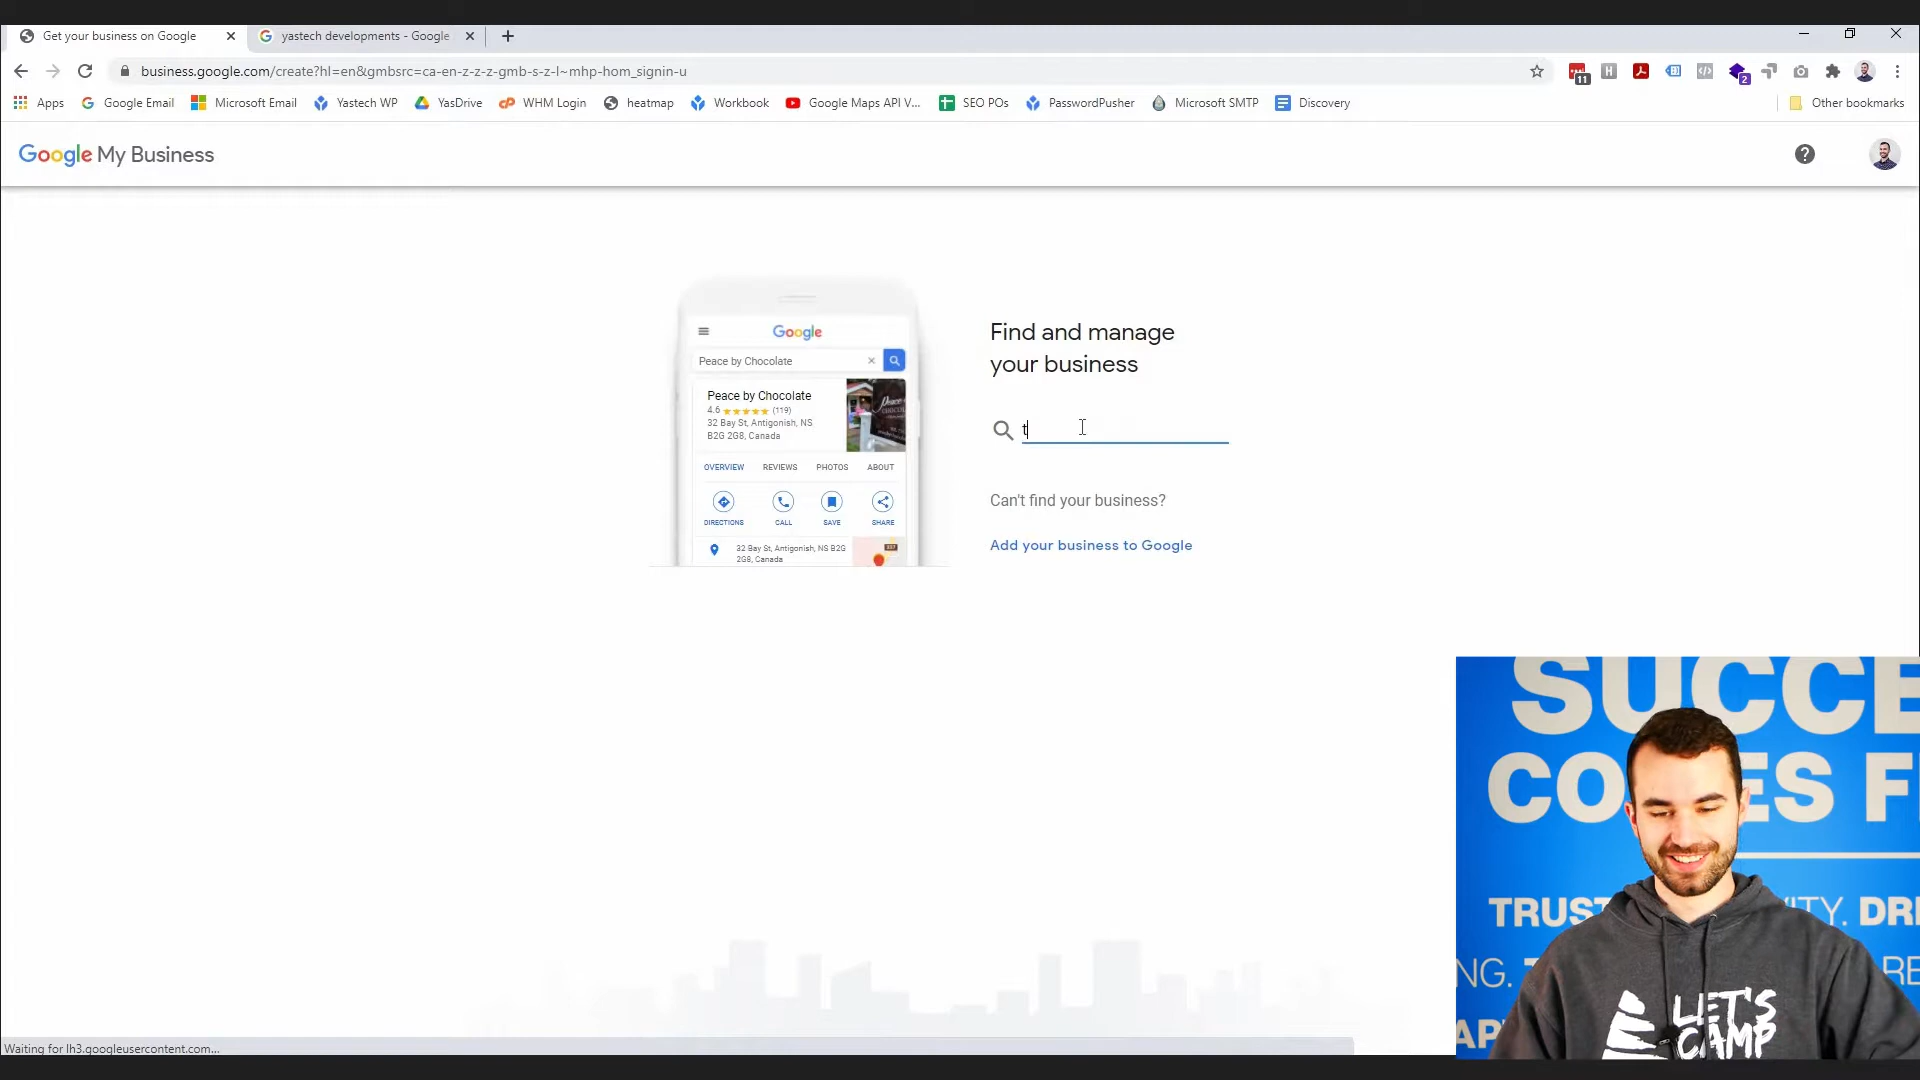 Get your business on Google
yastech developments - Google
business.google.com/create?hl=en&gmbsrc=ca-en-z-z-z-gmb-s-z-l~mhp-hom_signin-u
11
2
Apps Google Email Microsoft Email Yastech WP YasDrive WHM Login heatmap Workbook Google Maps API V... SEO POs PasswordPusher Microsoft SMTP Discovery Other bookmarks
Google My Business
Google
Peace by Chocolate
Peace by Chocolate
4.6 (119)
32 Bay St, Antigonish, NS
B2G 2G8, Canada
OVERVIEW REVIEWS PHOTOS ABOUT
DIRECTIONS CALL SAVE SHARE
32 Bay St, Antigonish, NS B2G
2G8, Canada
337
Find and manage
your business
t
Can't find your business?
Add your business to Google
SUCCE
CO ES F
TRUST ITY. DRI
NG. RE
AP
LET'S
CAMP
Waiting for lh3.googleusercontent.com...